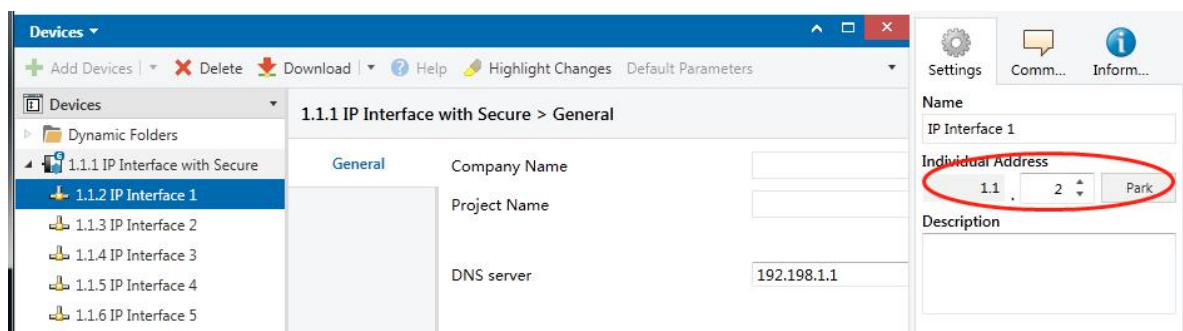 Devices
Add Devices Delete Download Help Highlight Changes Default Parameters
Devices
Dynamic Folders
1.1.1 IP Interface with Secure
1.1.2 IP Interface 1
1.1.3 IP Interface 2
1.1.4 IP Interface 3
1.1.5 IP Interface 4
1.1.6 IP Interface 5
1.1.1 IP Interface with Secure > General
General
Company Name
Project Name
DNS server 192.198.1.1
Settings Comm... Inform...
Name
IP Interface 1
Individual Address
1.1 . 2 Park
Description